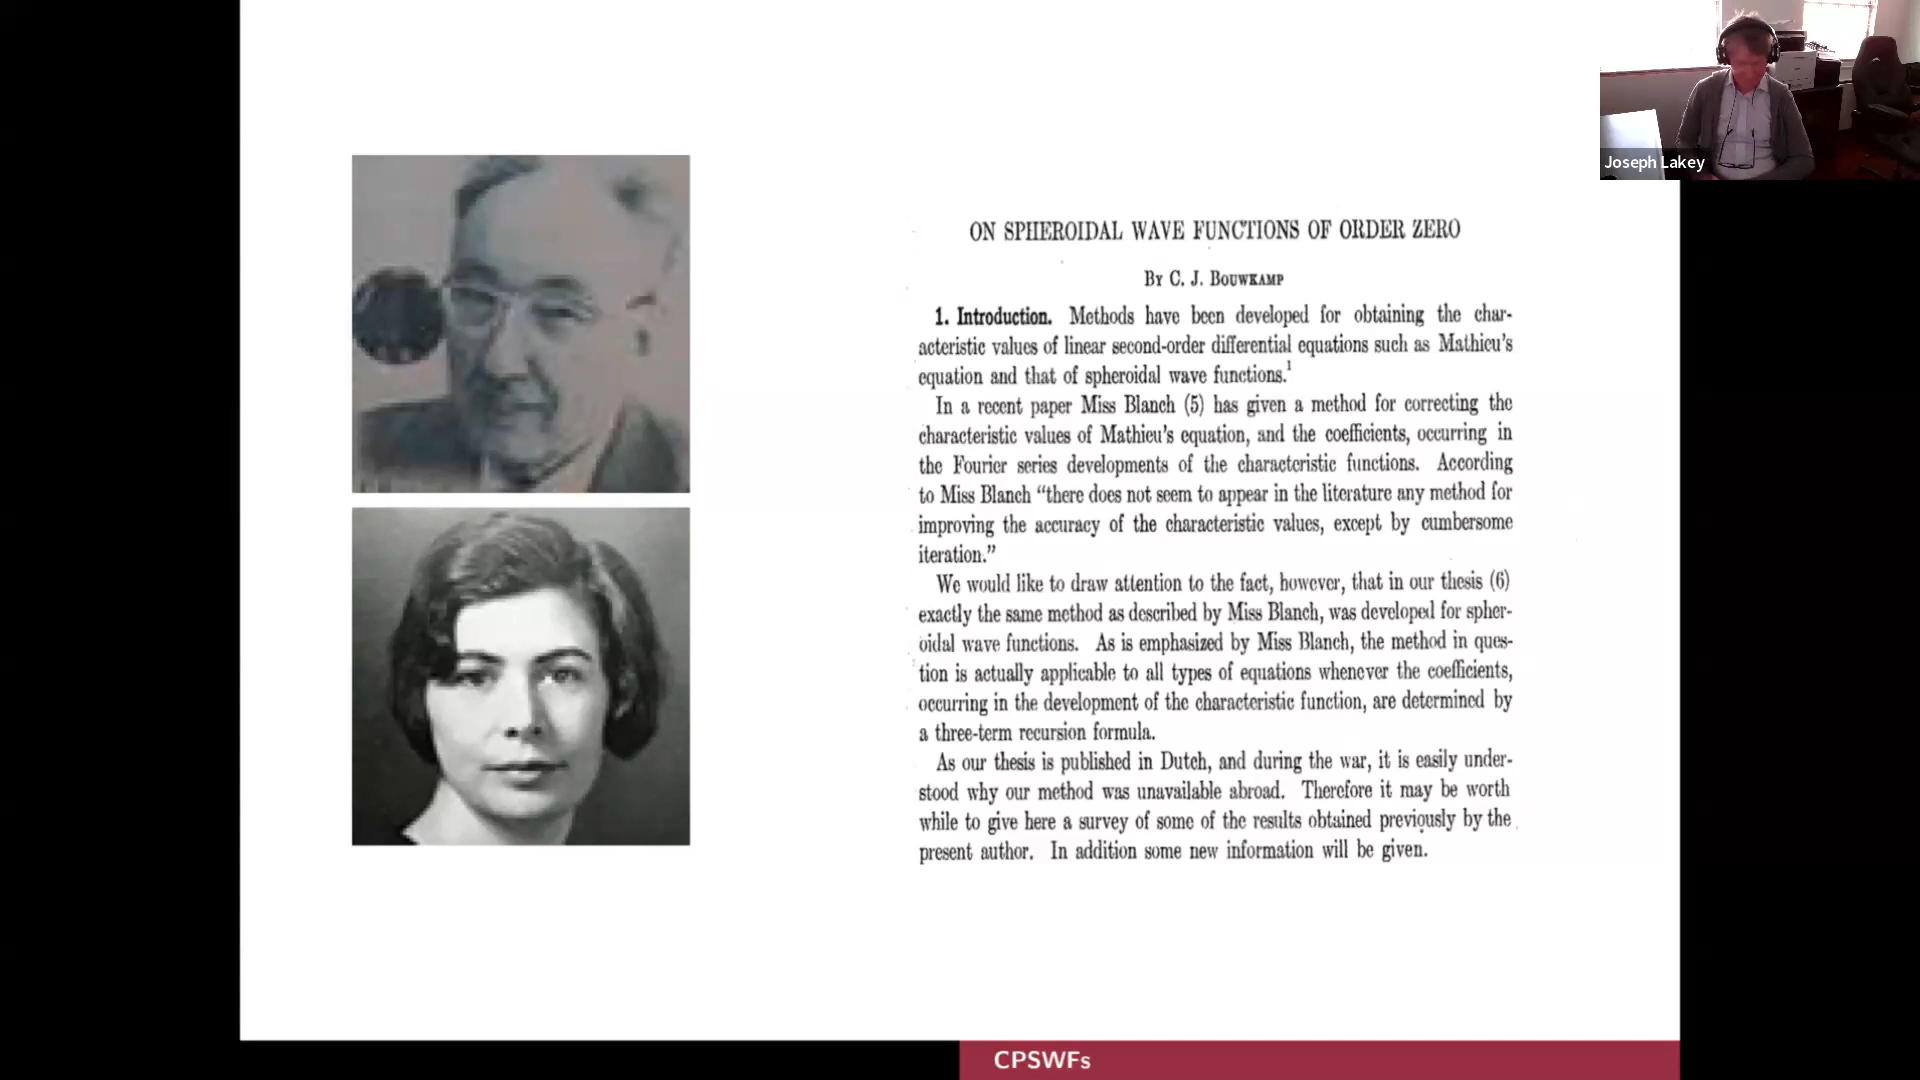 Joseph Lakey
ON SPHEROIDAL WAVE FUNCTIONS OF ORDER ZERO
By C. J. Bouwkamp
1. Introduction. Methods have been developed for obtaining the char-
acteristic values of linear second-order differential equations such as Mathieu's
equation and that of spheroidal wave functions.¹
In a recent paper Miss Blanch (5) has given a method for correcting the
characteristic values of Mathieu's equation, and the coefficients, occurring in
the Fourier series developments of the characteristic functions. According
to Miss Blanch “there does not seem to appear in the literature any method for
improving the accuracy of the characteristic values, except by cumbersome
iteration.”
We would like to draw attention to the fact, however, that in our thesis (6)
exactly the same method as described by Miss Blanch, was developed for spher-
oidal wave functions. As is emphasized by Miss Blanch, the method in ques-
tion is actually applicable to all types of equations whenever the coefficients,
occurring in the development of the characteristic function, are determined by
a three-term recursion formula.
As our thesis is published in Dutch, and during the war, it is easily under-
stood why our method was unavailable abroad. Therefore it may be worth
while to give here a survey of some of the results obtained previously by the
present author. In addition some new information will be given.
CPSWFs